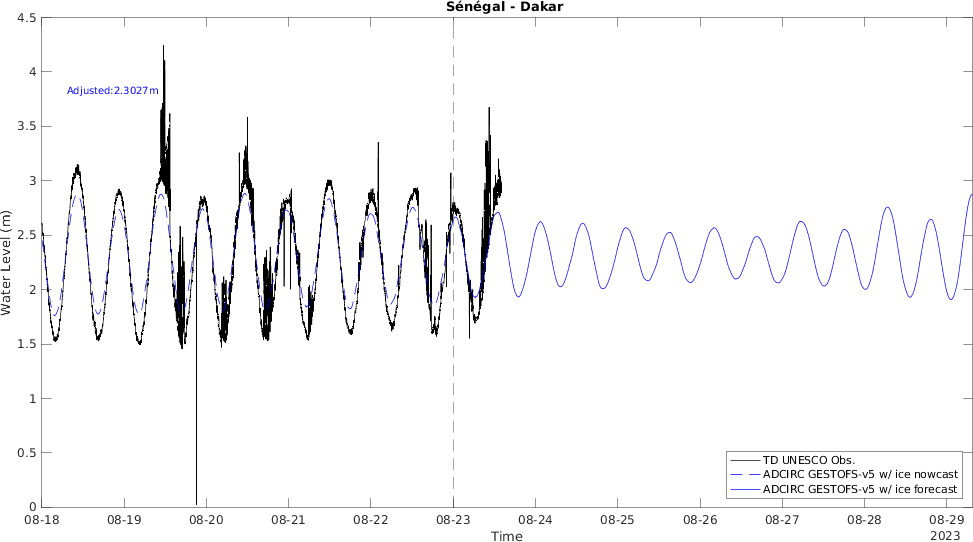 Sénégal - Dakar
4.5
4
3.5
3
2.5
2
1.5
1
0.5
0
Water Level (m)
Adjusted:2.3027m
TD UNESCO Obs.
ADCIRC GESTOFS-v5 w/ ice nowcast
ADCIRC GESTOFS-v5 w/ ice forecast
08-18 08-19 08-20 08-21 08-22 08-23 08-24 08-25 08-26 08-27 08-28 08-29
2023
Time